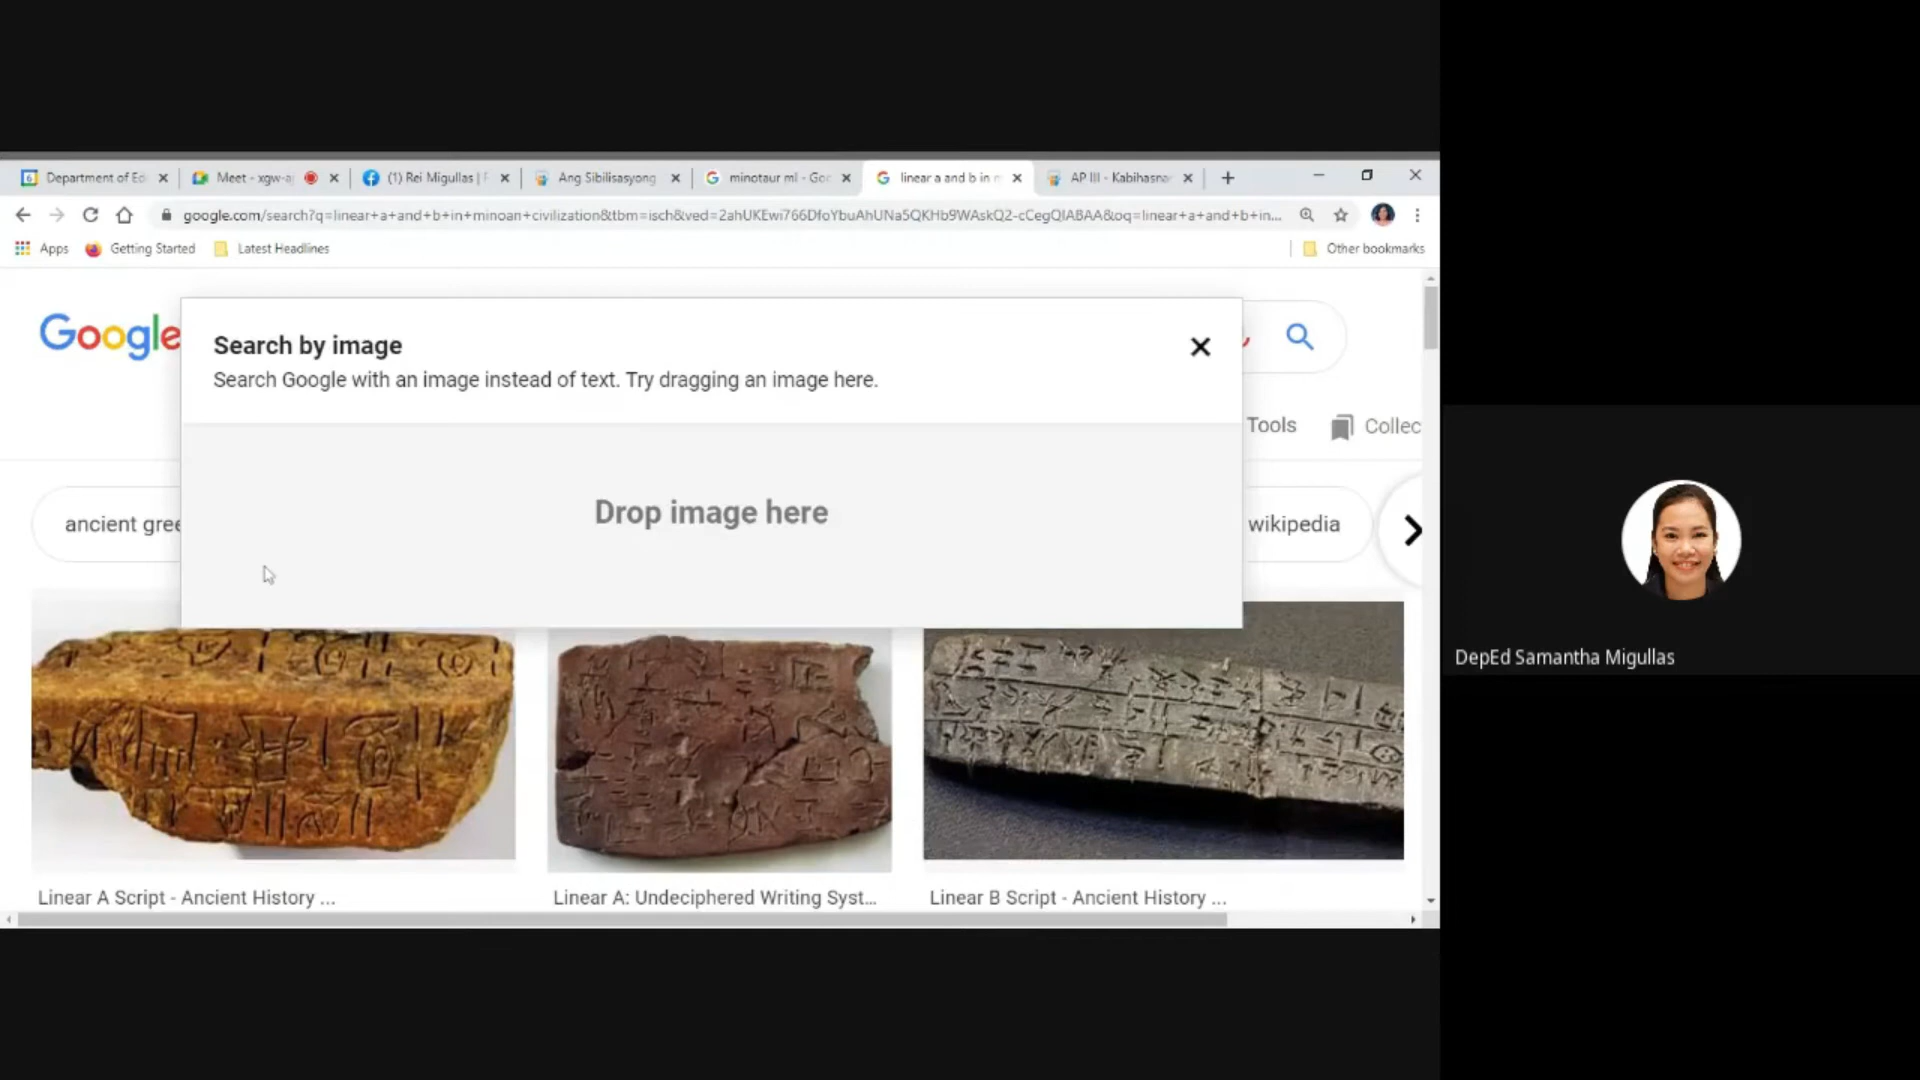 Department of Ed
Meet - xgw-a
(1) Rei Migullas |
Ang Sibilisasyong
minotaur ml - Goo
linear a and b in
AP III - Kabihasna
google.com/search?q=linear+a+and+b+in+minoan+civilization&tbm=isch&ved=2ahUKEwi766DfoYbuAhUNa5QKHb9WAskQ2-cCegQIABAA&oq=linear+a+and+b+in...
Apps
Getting Started
Latest Headlines
Other bookmarks
Google
Search by image
Search Google with an image instead of text. Try dragging an image here.
Tools
Collec
Drop image here
ancient gree
wikipedia
Linear A Script - Ancient History ...
Linear A: Undeciphered Writing Syst...
Linear B Script - Ancient History ...
DepEd Samantha Migullas